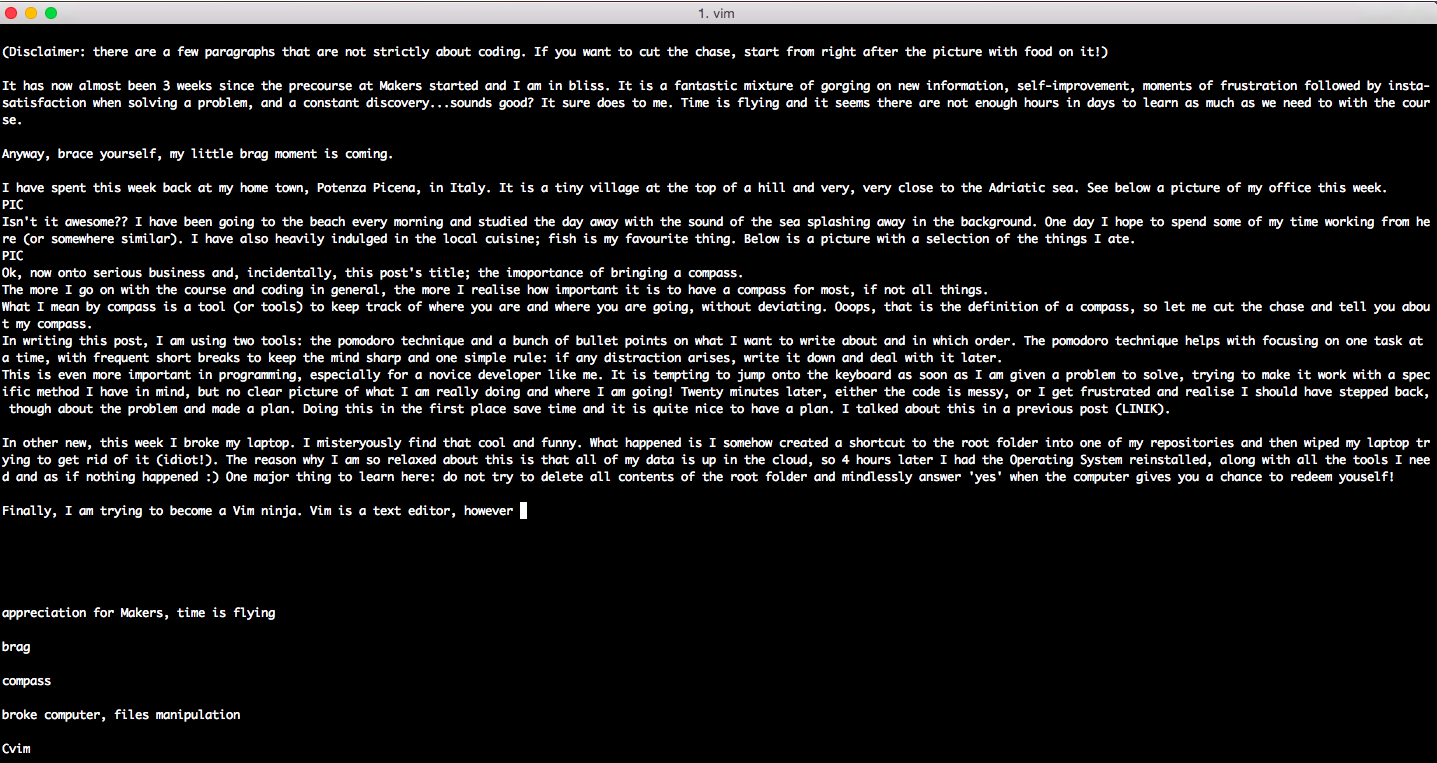 1. vim
(Disclaimer: there are a few paragraphs that are not strictly about coding. If you want to cut the chase, start from right after the picture with food on it!)
It has now almost been 3 weeks since the precourse at Makers started and I am in bliss. It is a fantastic mixture of gorging on new information, self-improvement, moments of frustration followed by insta-
satisfaction when solving a problem, and a constant discovery...sounds good? It sure does to me. Time is flying and it seems there are not enough hours in days to learn as much as we need to with the cour
se.
Anyway, brace yourself, my little brag moment is coming.
I have spent this week back at my home town, Potenza Picena, in Italy. It is a tiny village at the top of a hill and very, very close to the Adriatic sea. See below a picture of my office this week.
PIC
Isn't it awesome?? I have been going to the beach every morning and studied the day away with the sound of the sea splashing away in the background. One day I hope to spend some of my time working from he
re (or somewhere similar). I have also heavily indulged in the local cuisine; fish is my favourite thing. Below is a picture with a selection of the things I ate.
PIC
Ok, now onto serious business and, incidentally, this post's title; the imoportance of bringing a compass.
The more I go on with the course and coding in general, the more I realise how important it is to have a compass for most, if not all things.
What I mean by compass is a tool (or tools) to keep track of where you are and where you are going, without deviating. Ooops, that is the definition of a compass, so let me cut the chase and tell you abou
t my compass.
In writing this post, I am using two tools: the pomodoro technique and a bunch of bullet points on what I want to write about and in which order. The pomodoro technique helps with focusing on one task at
a time, with frequent short breaks to keep the mind sharp and one simple rule: if any distraction arises, write it down and deal with it later.
This is even more important in programming, especially for a novice developer like me. It is tempting to jump onto the keyboard as soon as I am given a problem to solve, trying to make it work with a spec
ific method I have in mind, but no clear picture of what I am really doing and where I am going! Twenty minutes later, either the code is messy, or I get frustrated and realise I should have stepped back,
though about the problem and made a plan. Doing this in the first place save time and it is quite nice to have a plan. I talked about this in a previous post (LINIK).
In other new, this week I broke my laptop. I misteryously find that cool and funny. What happened is I somehow created a shortcut to the root folder into one of my repositories and then wiped my laptop tr
ying to get rid of it (idiot!). The reason why I am so relaxed about this is that all of my data is up in the cloud, so 4 hours later I had the Operating System reinstalled, along with all the tools I nee
d and as if nothing happened :) One major thing to learn here: do not try to delete all contents of the root folder and mindlessly answer 'yes' when the computer gives you a chance to redeem youself!
Finally, I am trying to become a Vim ninja. Vim is a text editor, however
appreciation for Makers, time is flying
brag
compass
broke computer, files manipulation
Cvim